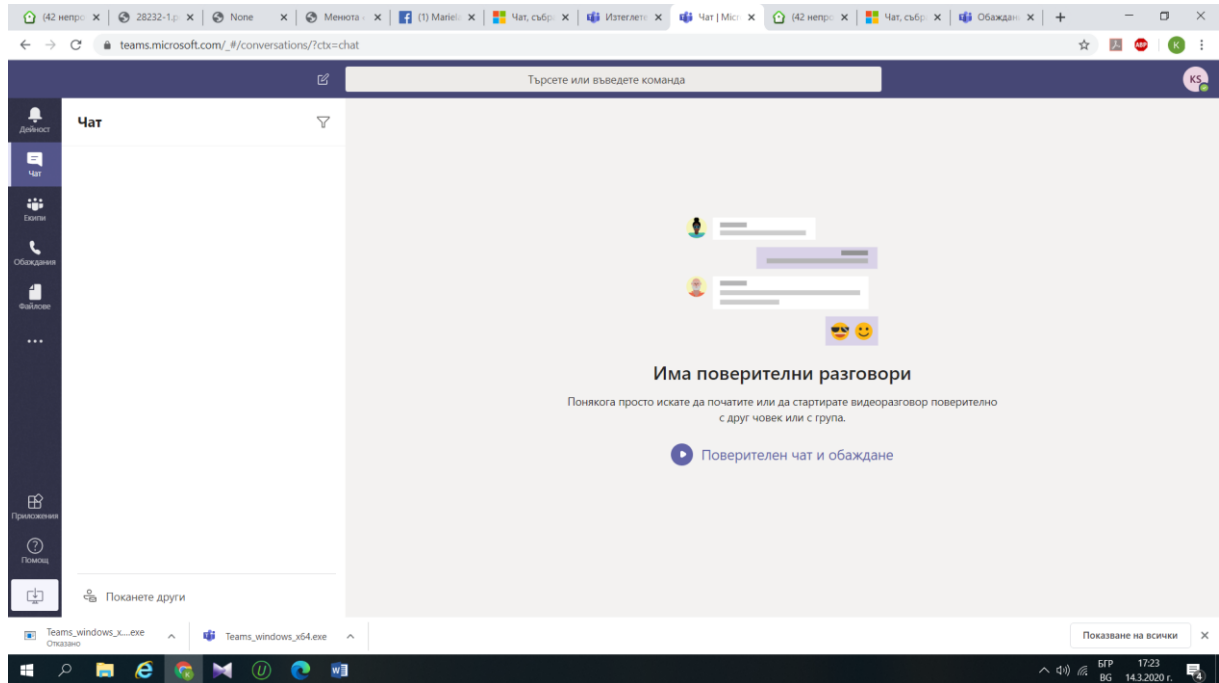 (42 непро
28232-1.p
None
Менюта
(1) Mariela
Чат, събр
Изтеглете
Чат | Micr
(42 непро
Чат, събр
Обаждани
teams.microsoft.com/_#/conversations/?ctx=chat
ABP
K
Търсете или въведете команда
KS
Дейност
Чат
Чат
Екипи
Обаждания
Файлове
Има поверителни разговори
Понякога просто искате да початите или да стартирате видеоразговор поверително
с друг човек или с група.
Поверителен чат и обаждане
Приложения
Помощ
Поканете други
Teams_windows_x....exe
Отказано
Teams_windows_x64.exe
Показване на всички
БГР
BG
17:23
14.3.2020 г.
4